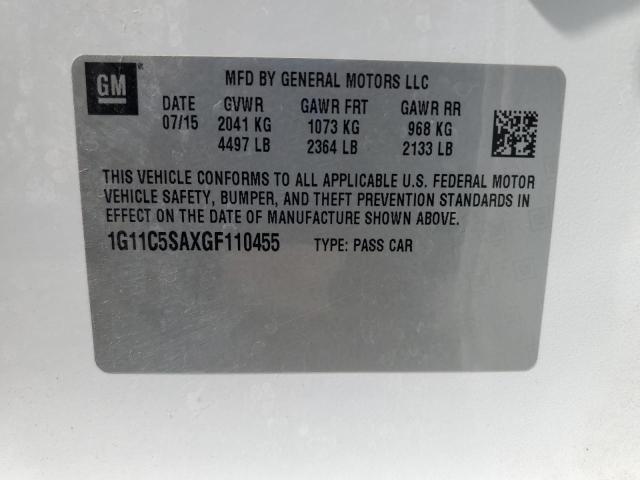 GM
MFD BY GENERAL MOTORS LLC
DATE GVWR GAWR FRT GAWR RR
07/15 2041 KG 1073 KG 968 KG
4497 LB 2364 LB 2133 LB
THIS VEHICLE CONFORMS TO ALL APPLICABLE U.S. FEDERAL MOTOR
VEHICLE SAFETY, BUMPER, AND THEFT PREVENTION STANDARDS IN
EFFECT ON THE DATE OF MANUFACTURE SHOWN ABOVE.
1G11C5SAXGF110455 TYPE: PASS CAR